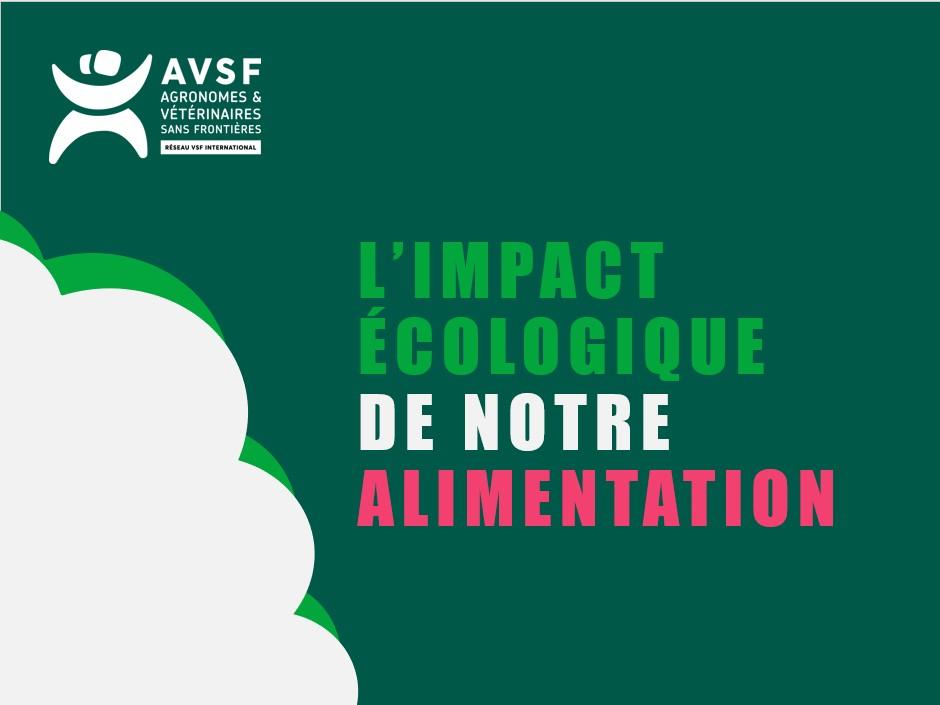 AVSF
AGRONOMES &
VÉTÉRINAIRES
SANS FRONTIÈRES
RÉSEAU VSF INTERNATIONAL
L’IMPACT
ÉCOLOGIQUE
DE NOTRE
ALIMENTATION